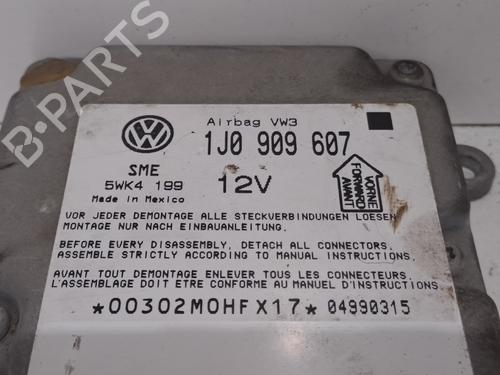 B-PARTS
Airbag VW3
1J0 909 607
SME
5WK4 199
Made in Mexico
12V
VORNE
FORWARD
AVANT
VOR JEDER DEMONTAGE ALLE STECKVERBINDUNGEN LOESEN
MONTAGE NUR NACH EINBAUANLEITUNG.
BEFORE EVERY DISASSEMBLY, DETACH ALL CONNECTORS.
ASSEMBLE STRICTLY ACCORDING TO MANUAL INSTRUCTIONS.
AVANT TOUT DEMONTAGE ENLEVER TOUS LES CONNECTEURS.
L'ASSEMBLAGE DOIT ETRE CONFORME AU MANUEL D'INSTRUCTIONS
*00302M0HFX17* 04990315